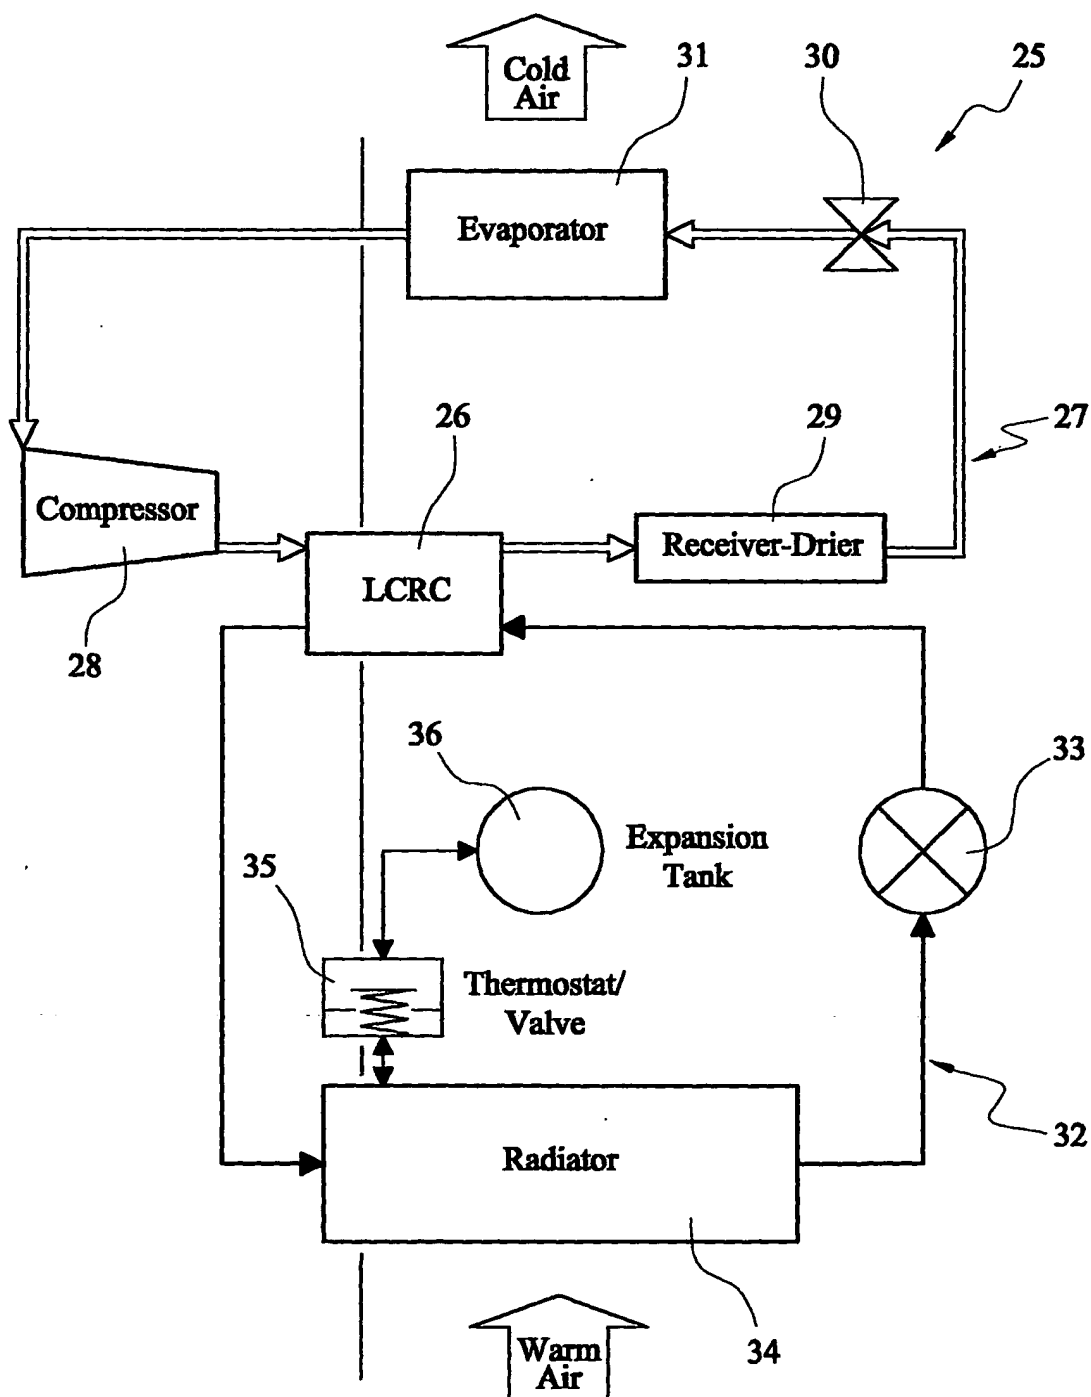 Cold
Air
31
30
25
Evaporator
26
29
27
Compressor
Receiver-Drier
LCRC
28
36
33
Expansion
Tank
35
Thermostat/
Valve
32
Radiator
34
Warm
Air